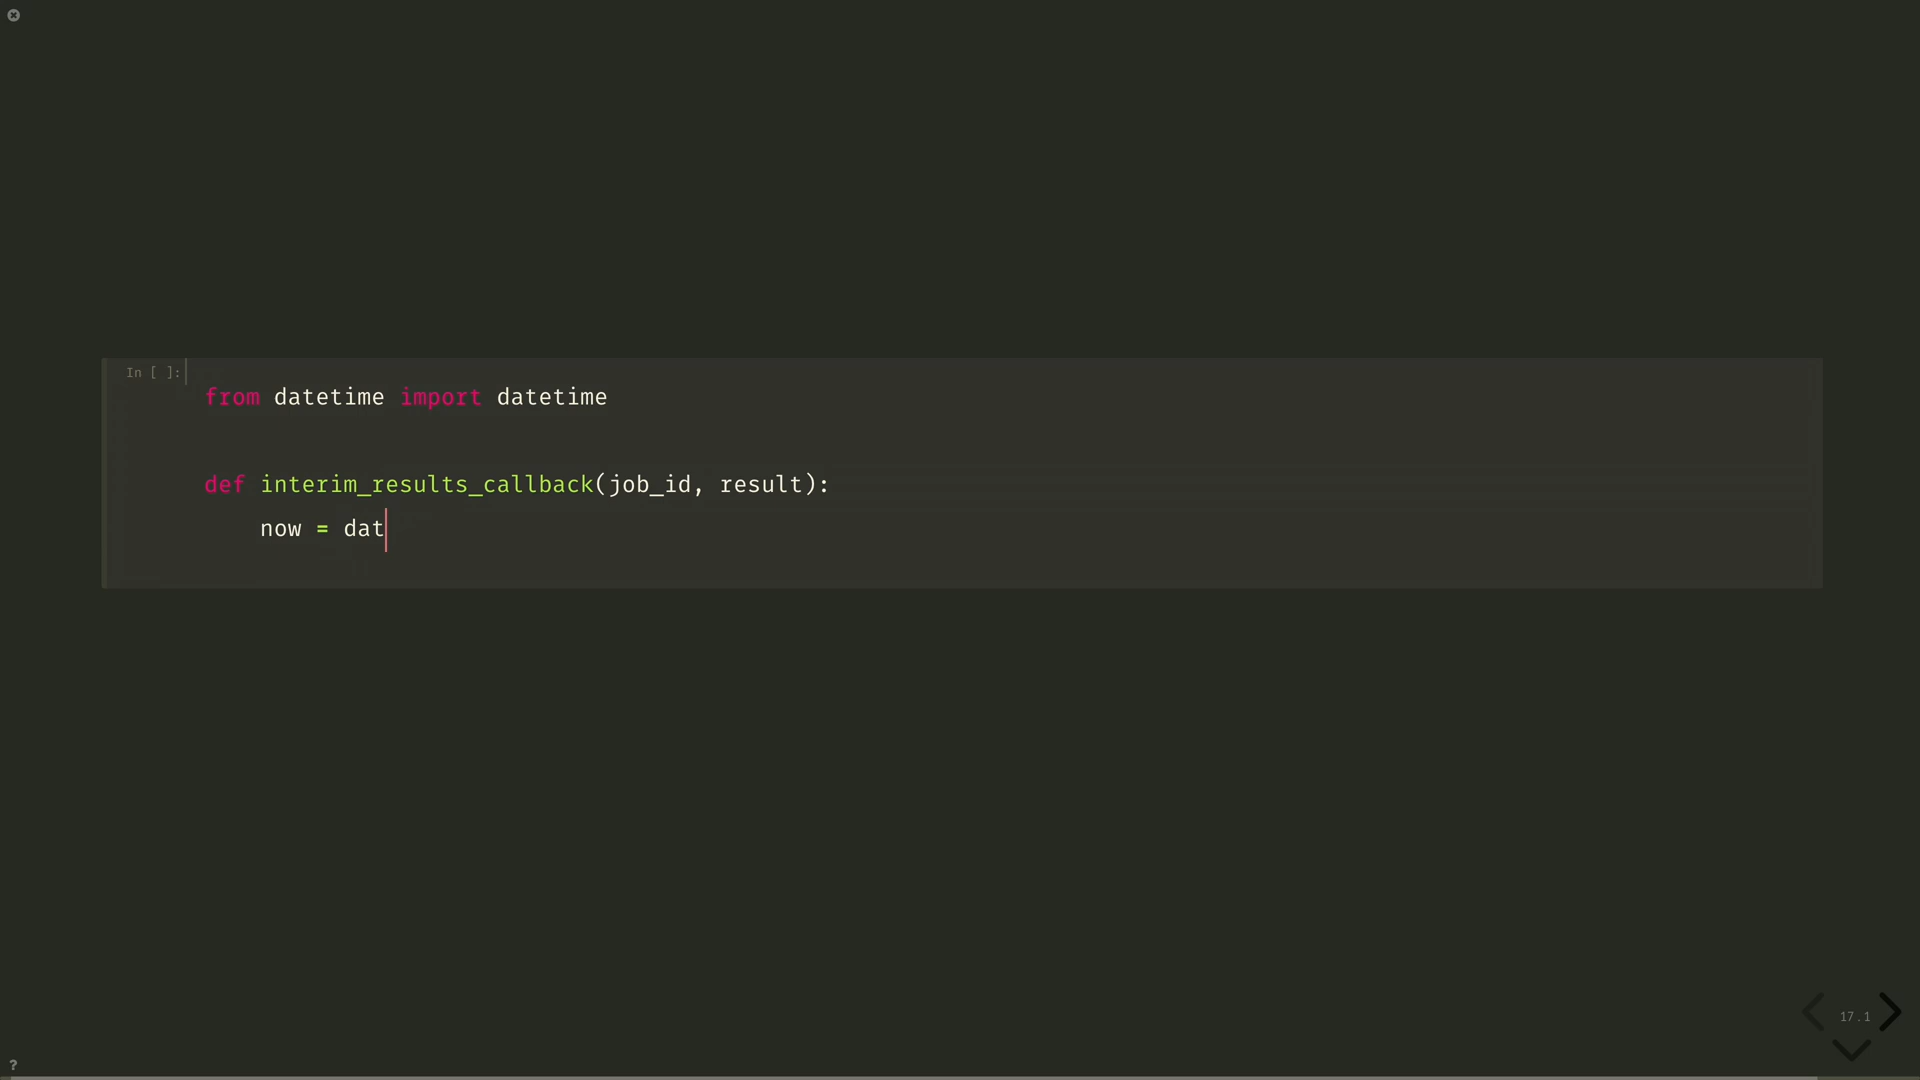 In [ ]:
from datetime import datetime
def interim_results_callback(job_id, result):
    now = dat
17.1
?